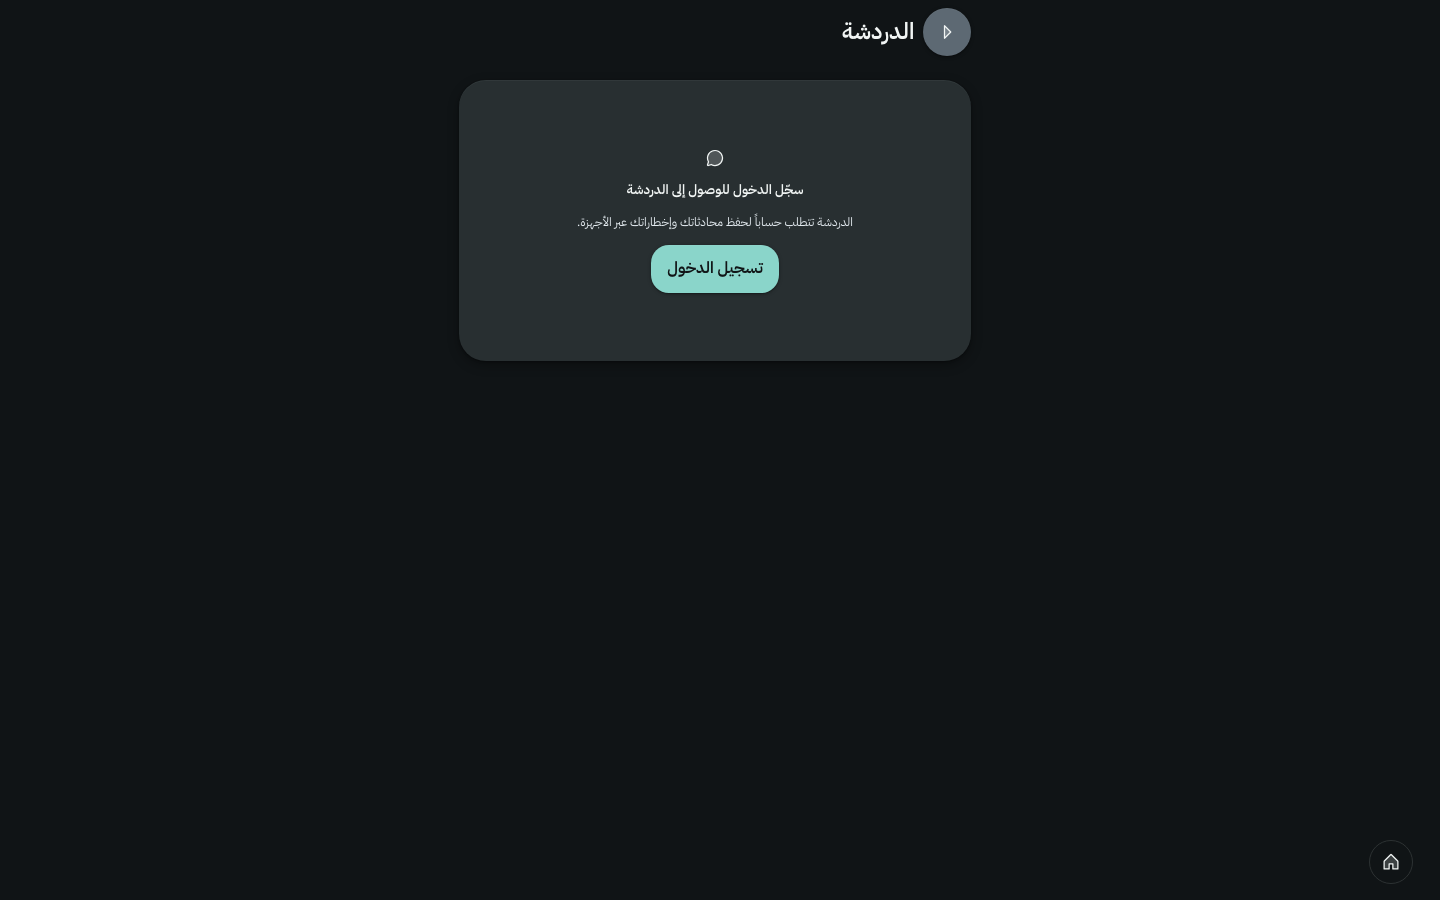 الدردشة
سجّل الدخول للوصول إلى الدردشة
الدردشة تتطلب حساباً لحفظ محادثاتك وإخطاراتك عبر الأجهزة.
تسجيل الدخول